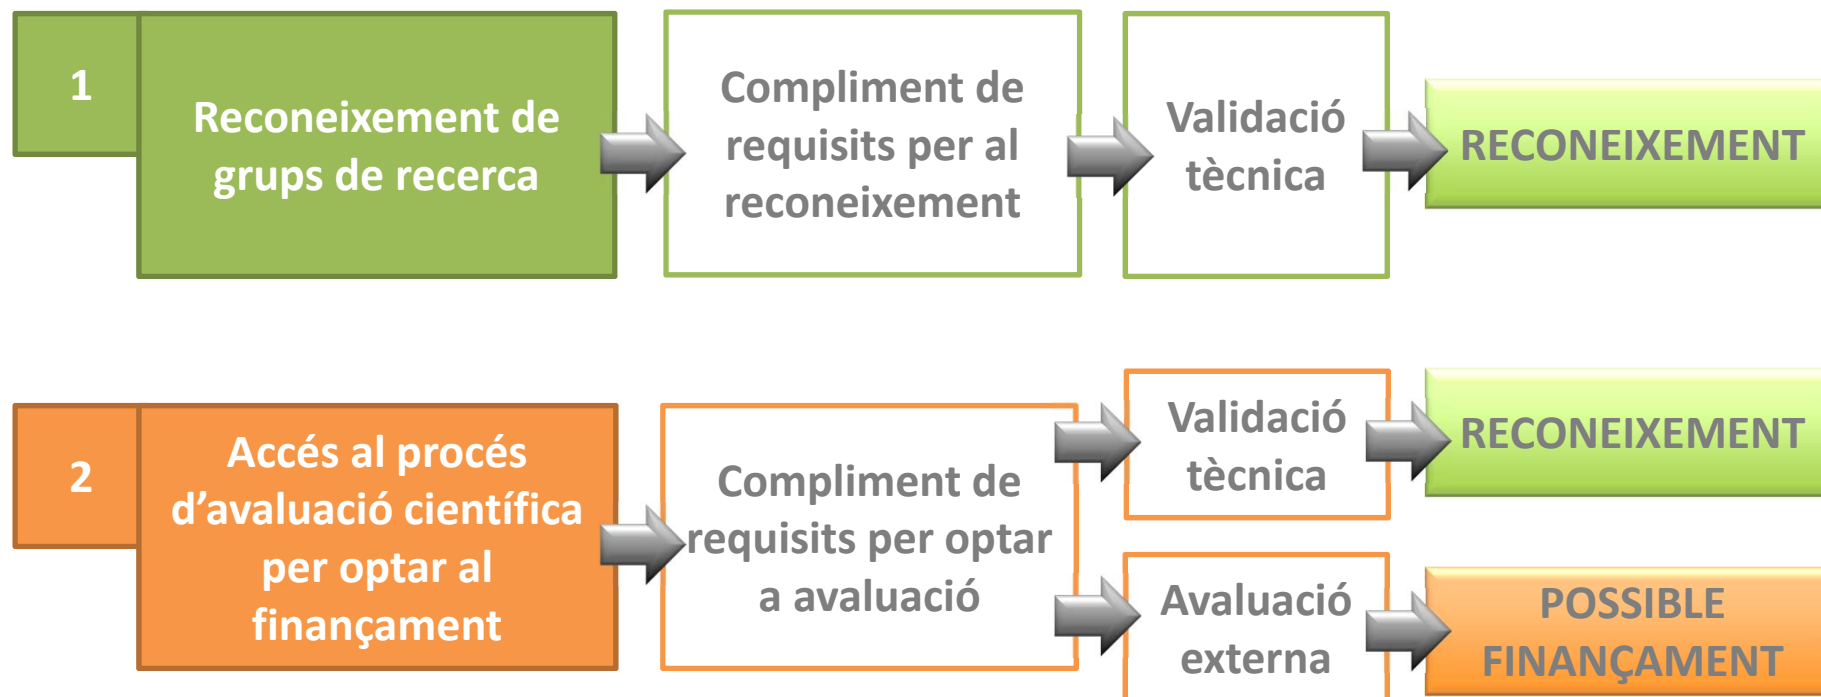 1
Reconeixement de
grups de recerca
Compliment de
requisits per al
reconeixement
Validació
tècnica
RECONEIXEMENT
2
Accés al procés
d’avaluació científica
per optar al
finançament
Compliment de
requisits per optar
a avaluació
Validació
tècnica
RECONEIXEMENT
Avaluació
externa
POSSIBLE
FINANÇAMENT